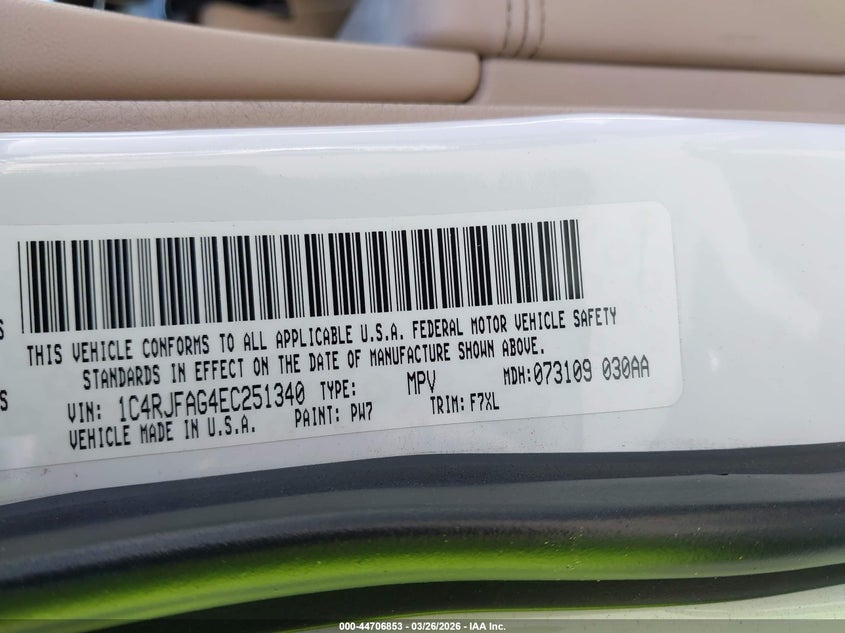 S
THIS VEHICLE CONFORMS TO ALL APPLICABLE U.S.A. FEDERAL MOTOR VEHICLE SAFETY
STANDARDS IN EFFECT ON THE DATE OF MANUFACTURE SHOWN ABOVE.
S
VIN: 1C4RJFAG4EC251340 TYPE: MPV MDH:073109 030AA
VEHICLE MADE IN U.S.A. PAINT: PW7 TRIM: F7XL
000-44706853 | 03/26/2026 - IAA Inc.